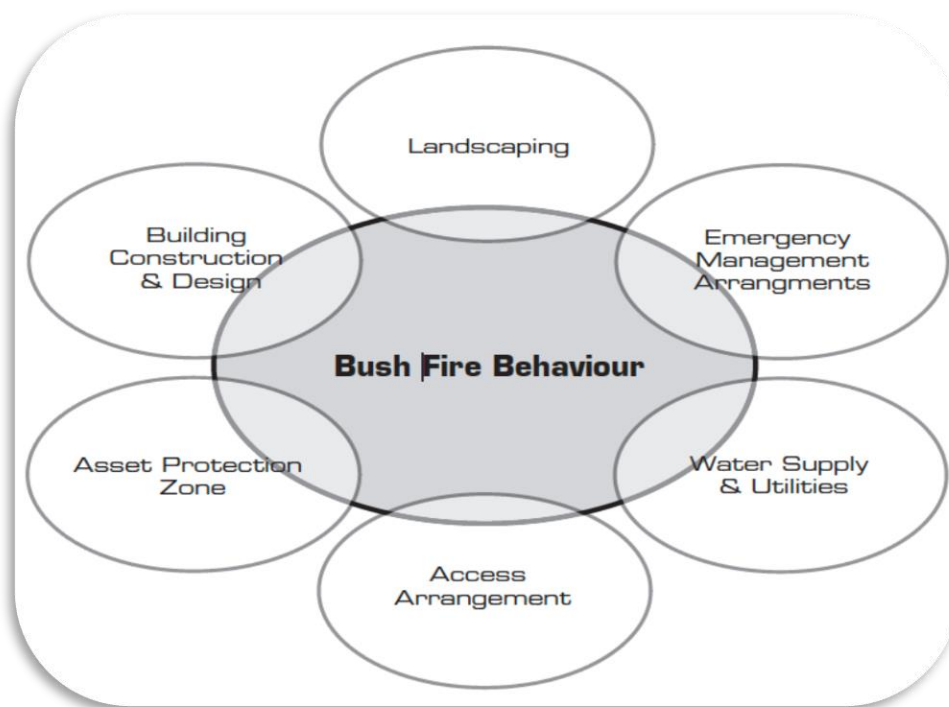 Landscaping
Building
Construction
& Design
Emergency
Management
Arrangments
Bush Fire Behaviour
Asset Protection
Zone
Water Supply
& Utilities
Access
Arrangement